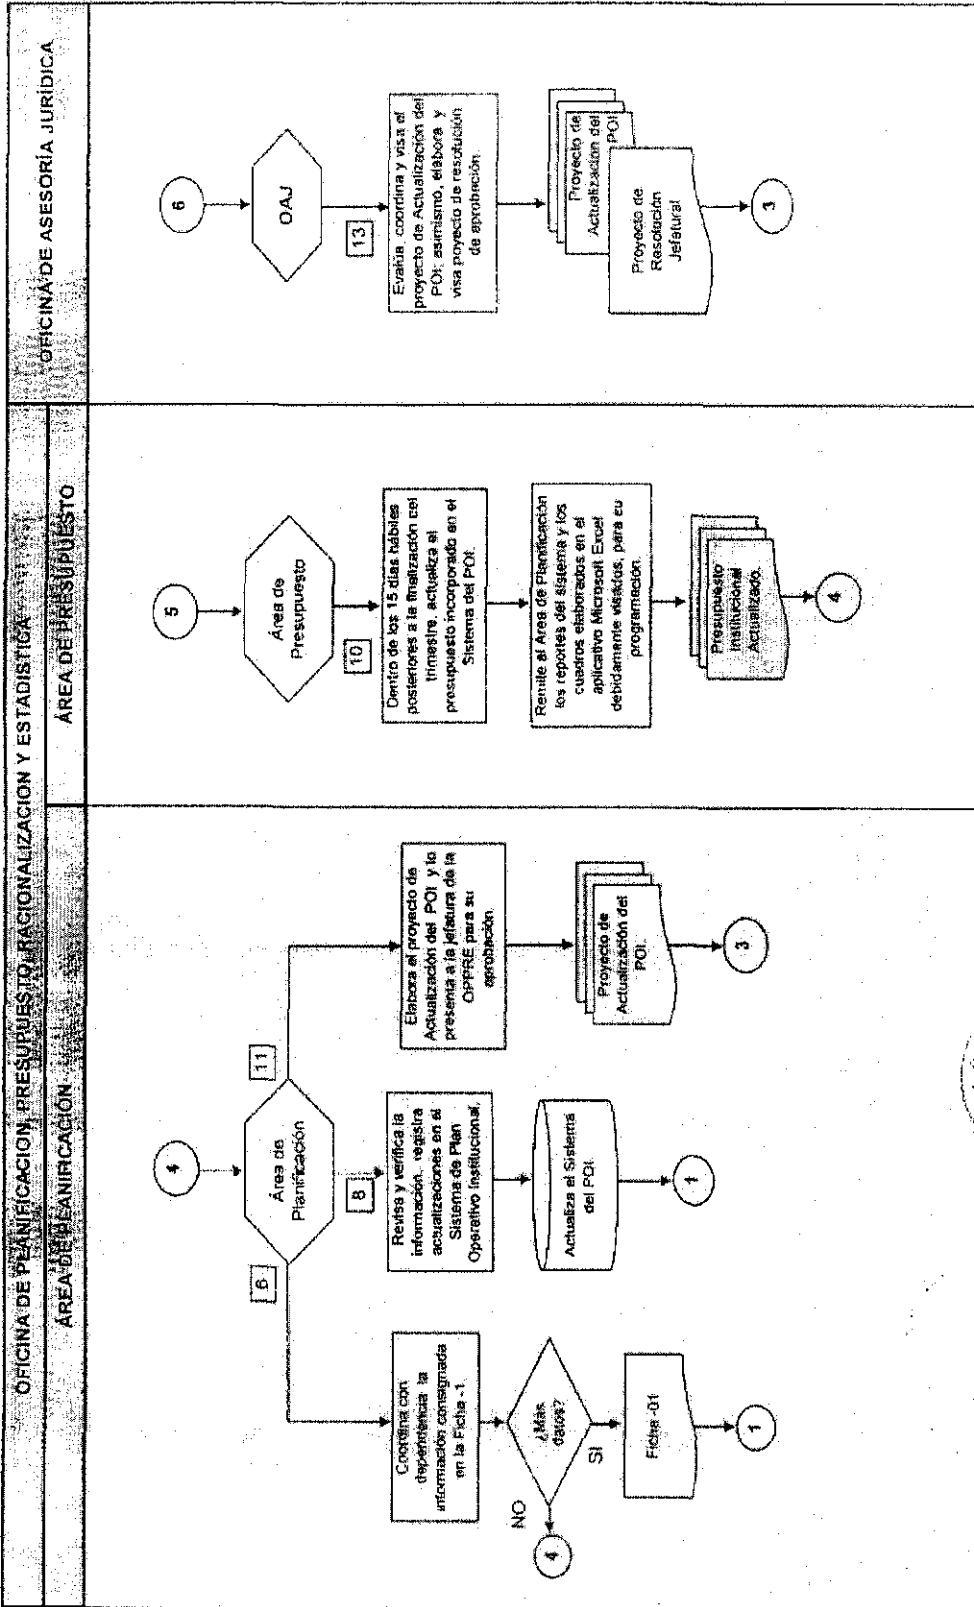 OFICINA DE PLANIFICACION, PRESUPUESTO, RACIONALIZACION Y ESTADISTICA
OFICINA DE ASESORÍA JURÍDICA
ÁREA DE PLANIRCACIÓN
ÁREA DE PRESUPUESTO
4
Área de
Planificación
6
8
11
Coordina con
dependencia la
información consignada
en la Ficha -1.
¿Más
datos?
NO
4
SI
Ficha -01
1
Revisa y verifica la
información, registra
actualizaciones en el
Sistema de Plan
Operativo Institucional.
Actualiza el Sistema
del POI.
1
Elabora el proyecto de
Actualización del POI y lo
presenta a la jefatura de la
OPPRE para su
aprobación.
Proyecto de
Actualización del
POI.
3
5
Área de
Presupuesto
10
Dentro de los 15 días hábiles
posteriores a la finalización del
trimestre, actualiza el
presupuesto incorporado en el
Sistema del POI.
Remite al Area de Planificación
los reportes del sistema y los
cuadros elaborados en el
aplicativo Microsoft Excel
debidamente visados, para su
programación.
Presupuesto
Institucional
Actualizado.
4
6
OAJ
13
Evalúa, coordina y visa el
proyecto de Actualización del
POI; asimismo, elabora y
visa poyecto de resolución
de aprobación.
Proyecto de
Actualización del
POI.
Proyecto de
Resolución
Jefatural
3